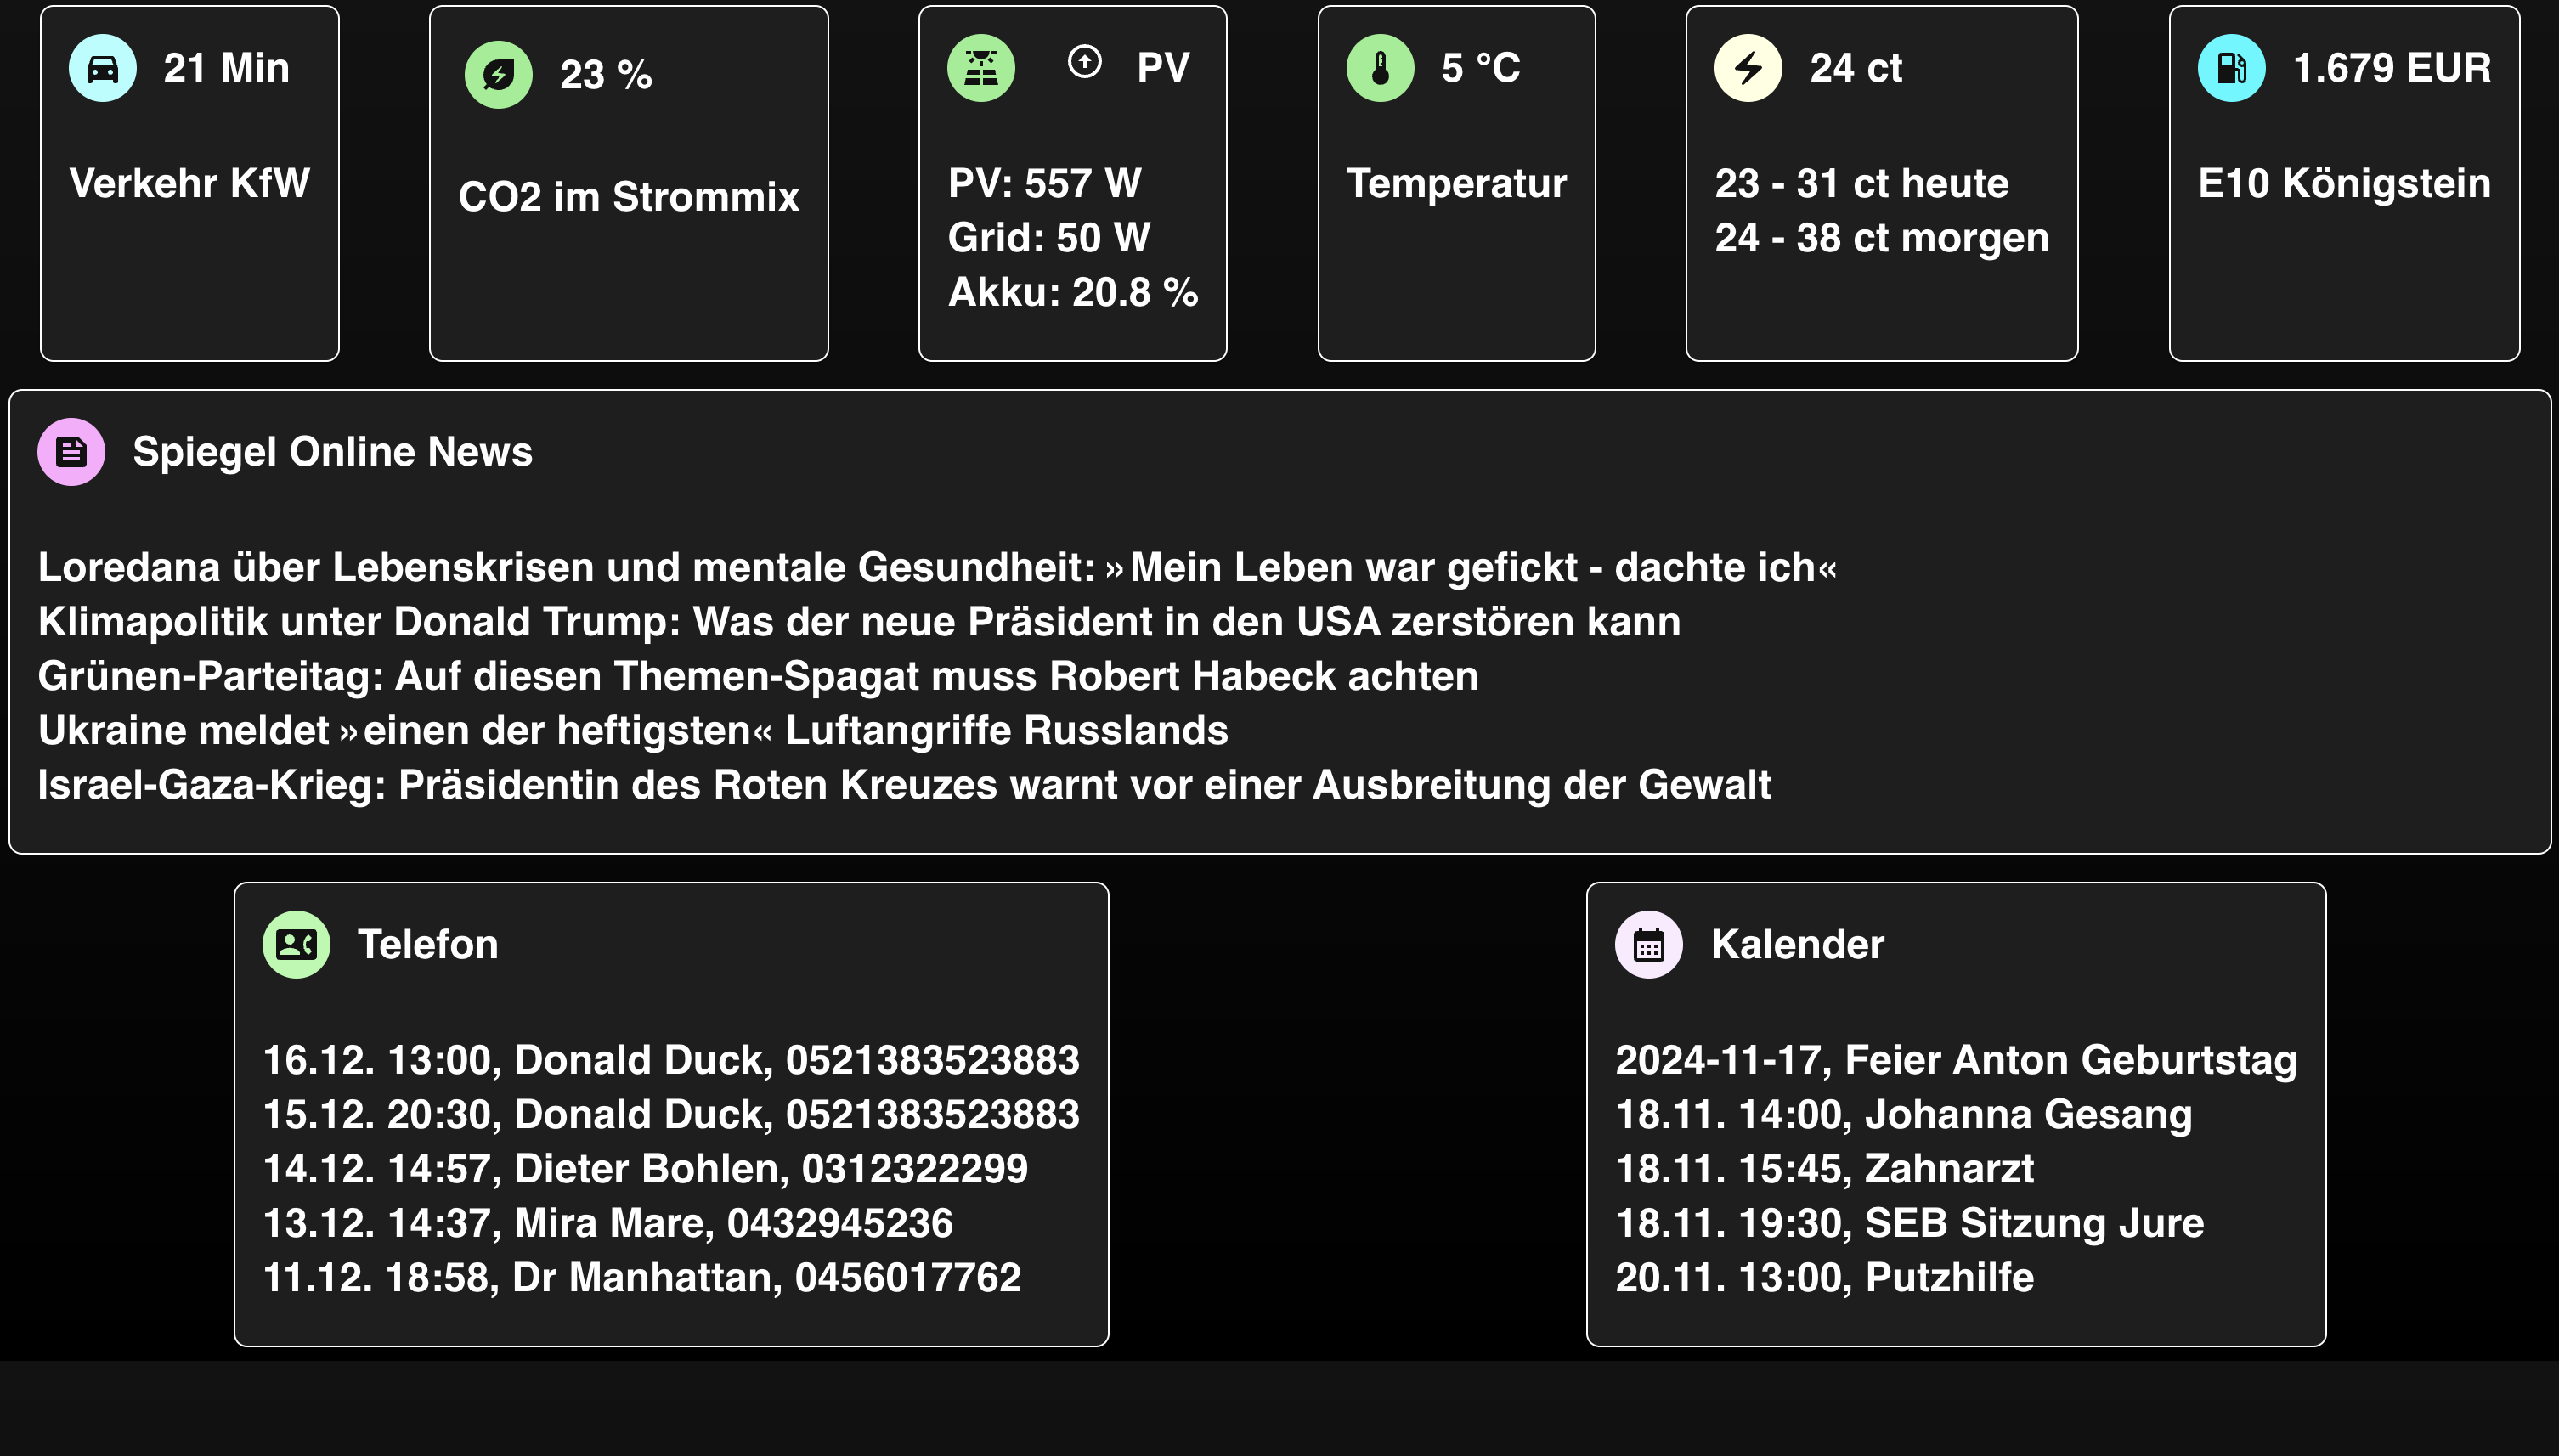 21 Min
Verkehr KfW
23 %
CO2 im Strommix
PV
PV: 557 W
Grid: 50 W
Akku: 20.8 %
5 °C
Temperatur
24 ct
23 - 31 ct heute
24 - 38 ct morgen
1.679 EUR
E10 Königstein
Spiegel Online News
Loredana über Lebenskrisen und mentale Gesundheit: »Mein Leben war gefickt - dachte ich«
Klimapolitik unter Donald Trump: Was der neue Präsident in den USA zerstören kann
Grünen-Parteitag: Auf diesen Themen-Spagat muss Robert Habeck achten
Ukraine meldet »einen der heftigsten« Luftangriffe Russlands
Israel-Gaza-Krieg: Präsidentin des Roten Kreuzes warnt vor einer Ausbreitung der Gewalt
Telefon
16.12. 13:00, Donald Duck, 0521383523883
15.12. 20:30, Donald Duck, 0521383523883
14.12. 14:57, Dieter Bohlen, 0312322299
13.12. 14:37, Mira Mare, 0432945236
11.12. 18:58, Dr Manhattan, 0456017762
Kalender
2024-11-17, Feier Anton Geburtstag
18.11. 14:00, Johanna Gesang
18.11. 15:45, Zahnarzt
18.11. 19:30, SEB Sitzung Jure
20.11. 13:00, Putzhilfe